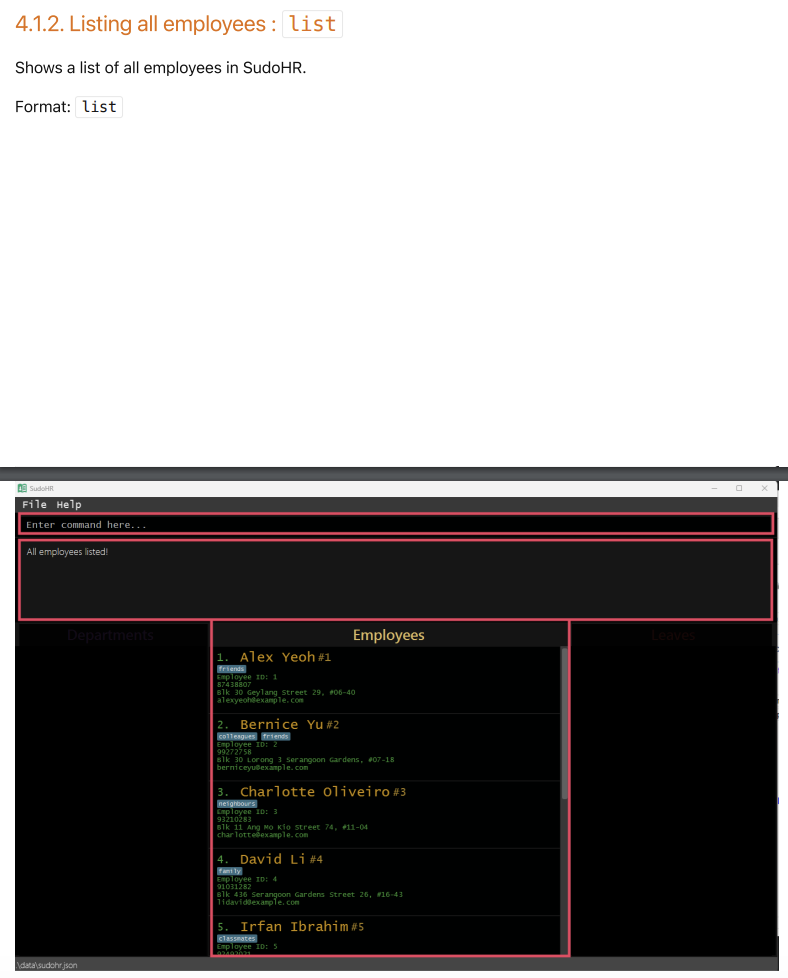 4.1.2. Listing all employees : list
Shows a list of all employees in SudoHR.
Format: list
SudoHR
File Help
Enter command here...
All employees listed!
Departments
Employees
Leaves
1. Alex Yeoh #1
friends
Employee ID: 1
87438807
Blk 30 Geylang Street 29, #06-40
alexyeoh@example.com
2. Bernice Yu #2
colleagues friends
Employee ID: 2
99272758
Blk 30 Lorong 3 Serangoon Gardens, #07-18
berniceyu@example.com
3. Charlotte Oliveiro #3
neighbours
Employee ID: 3
93210283
Blk 11 Ang Mo Kio Street 74, #11-04
charlotte@example.com
4. David Li #4
family
Employee ID: 4
91031282
Blk 436 Serangoon Gardens Street 26, #16-43
lidavid@example.com
5. Irfan Ibrahim #5
classmates
Employee ID: 5
92492021
\data\sudohr.json